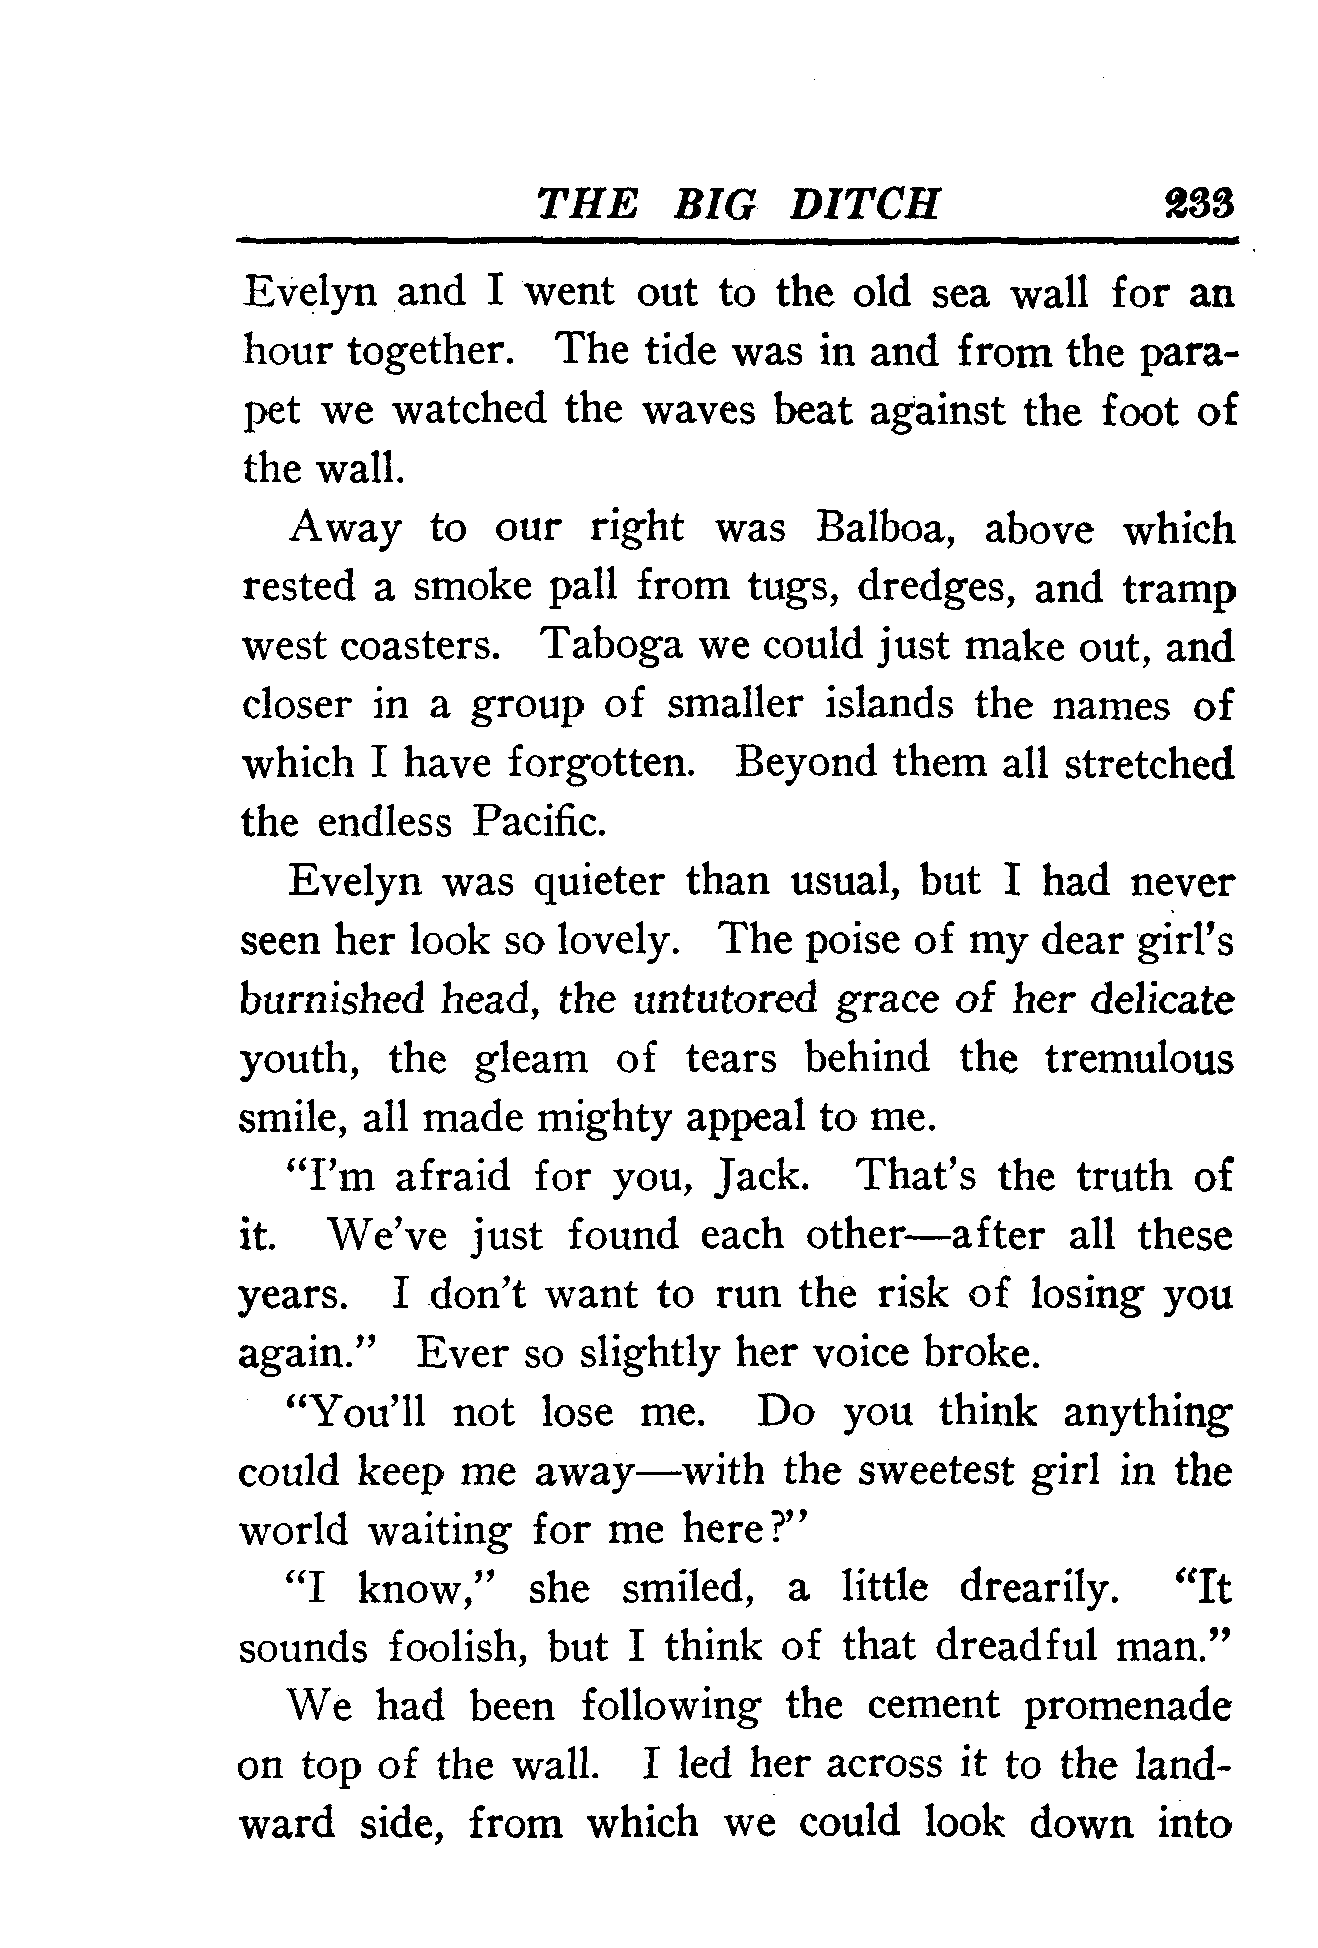 THE BIG DITCH 233
Evelyn and I went out to the old sea wall for an
hour together. The tide was in and from the para-
pet we watched the waves beat against the foot of
the wall.
Away to our right was Balboa, above which
rested a smoke pall from tugs, dredges, and tramp
west coasters. Taboga we could just make out, and
closer in a group of smaller islands the names of
which I have forgotten. Beyond them all stretched
the endless Pacific.
Evelyn was quieter than usual, but I had never
seen her look so lovely. The poise of my dear girl's
burnished head, the untutored grace of her delicate
youth, the gleam of tears behind the tremulous
smile, all made mighty appeal to me.
"I'm afraid for you, Jack. That's the truth of
it. We've just found each other—after all these
years. I don't want to run the risk of losing you
again." Ever so slightly her voice broke.
"You'll not lose me. Do you think anything
could keep me away—with the sweetest girl in the
world waiting for me here?"
"I know," she smiled, a little drearily. "It
sounds foolish, but I think of that dreadful man."
We had been following the cement promenade
on top of the wall. I led her across it to the land-
ward side, from which we could look down into